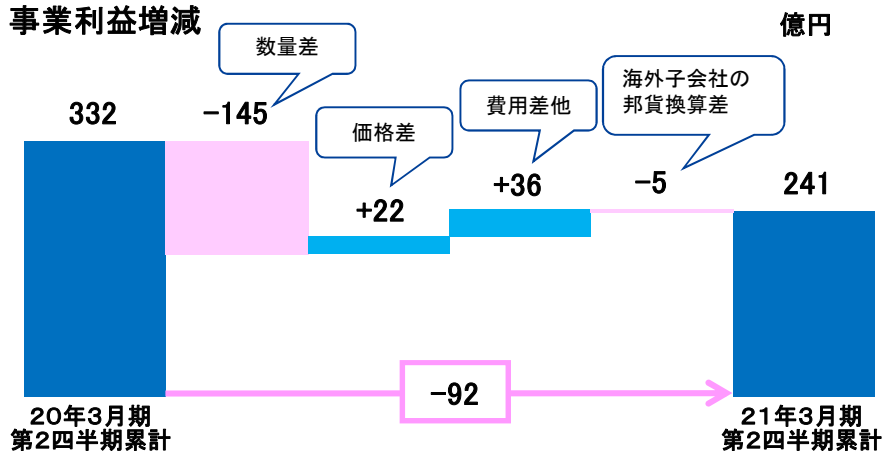 事業利益増減
億円
数量差
海外子会社の
邦貨換算差
費用差他
価格差
332
-145
+22
+36
-5
241
-92
20年3月期
第2四半期累計
21年3月期
第2四半期累計